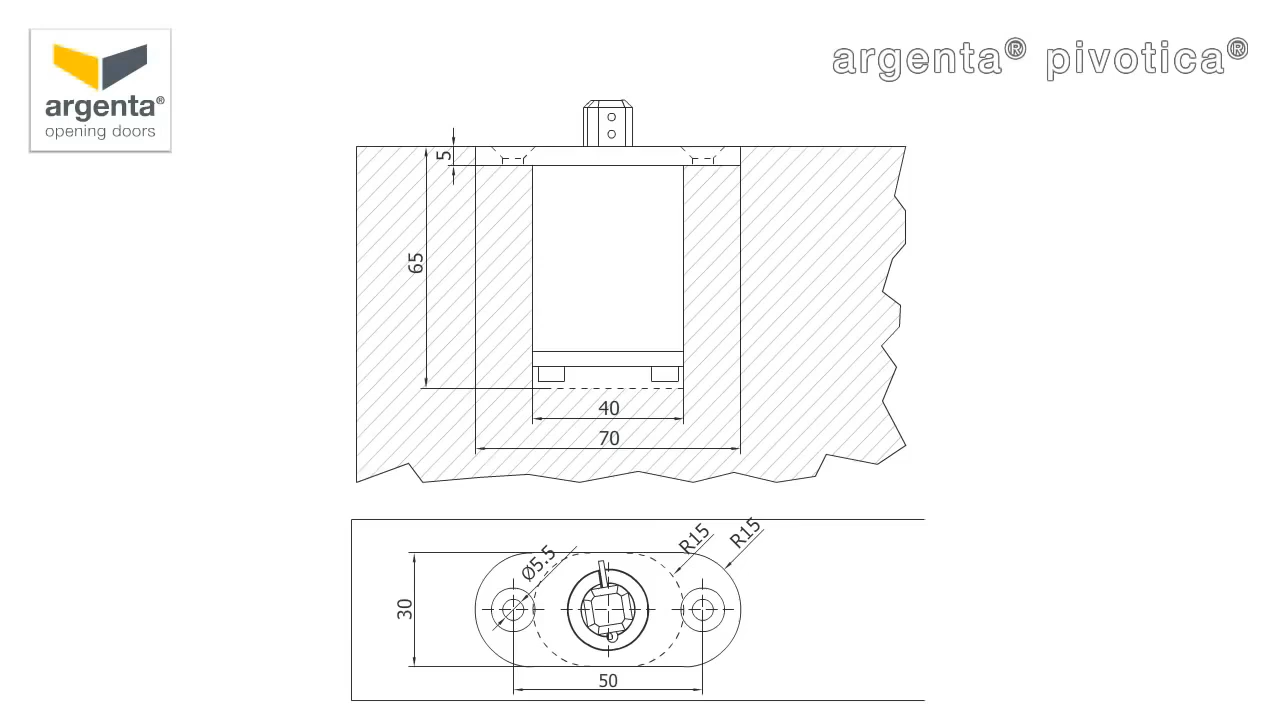 argenta®
opening doors
argenta® pivotica®
5
65
40
70
Ø5.5
R15
R15
30
50